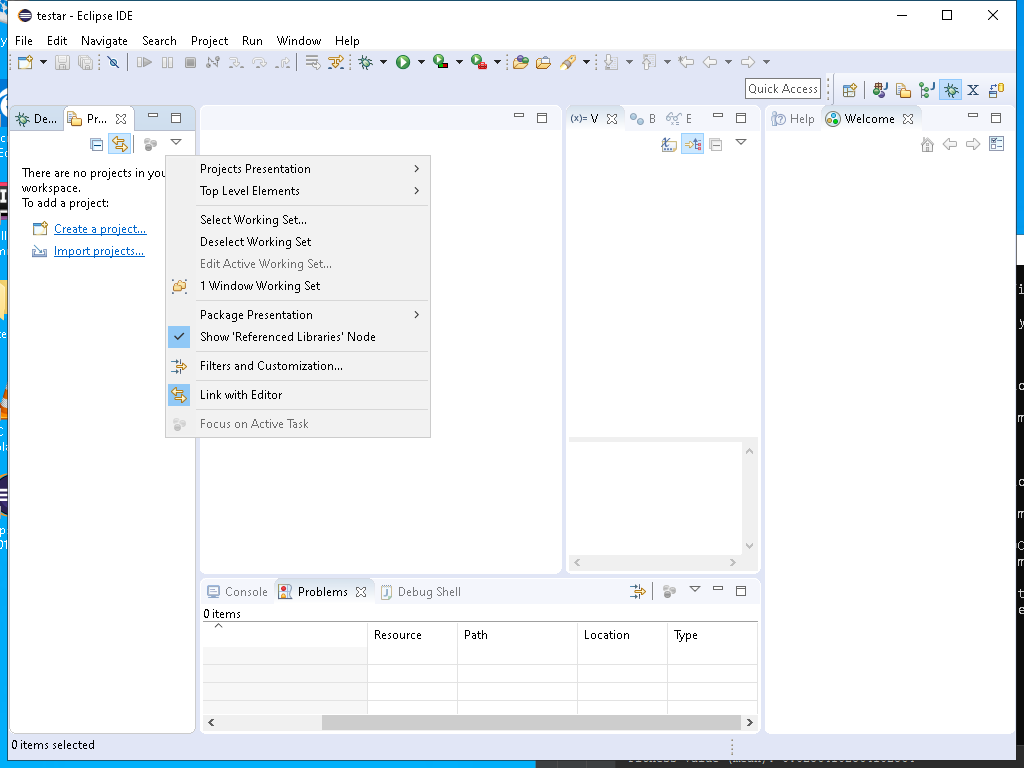 testar - Eclipse IDE
File Edit Navigate Search Project Run Window Help
Quick Access
De... Pr...
(x)= V B E
Help Welcome
There are no projects in you
workspace.
To add a project:
Create a project...
Import projects...
Projects Presentation
Top Level Elements
Select Working Set...
Deselect Working Set
Edit Active Working Set...
1 Window Working Set
Package Presentation
Show 'Referenced Libraries' Node
Filters and Customization...
Link with Editor
Focus on Active Task
Console Problems Debug Shell
0 items
Resource Path Location Type
0 items selected